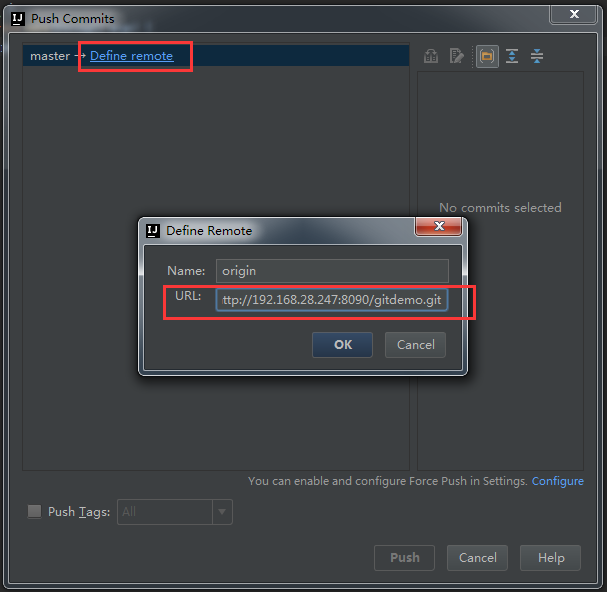 IJ Push Commits
master → Define remote
No commits selected
IJ Define Remote
Name: origin
URL: ttp://192.168.28.247:8090/gitdemo.git
OK Cancel
You can enable and configure Force Push in Settings. Configure
Push Tags: All
Push Cancel Help